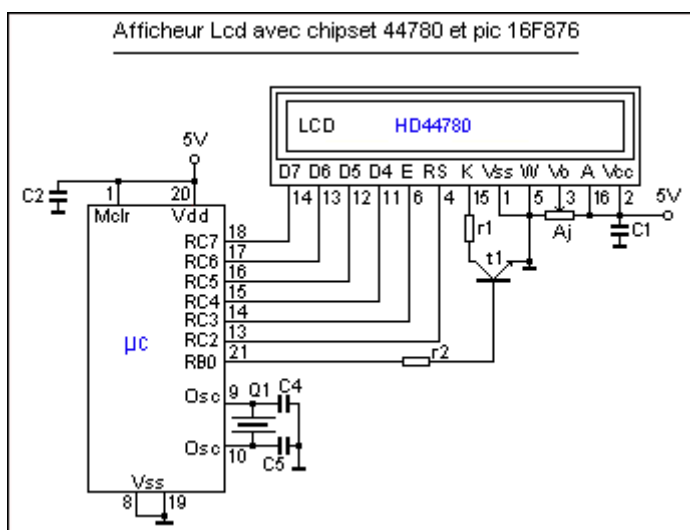 Afficheur Lcd avec chipset 44780 et pic 16F876
LCD HD44780
D7 D6 D5 D4 E RS K Vss W Vo A Vcc
14 13 12 11 6 4 15 1 5 3 16 2
5V
5V
C2
1 20
Mclr Vdd
r1
Aj
C1
t1
RC7 18
RC6 17
RC5 16
RC4 15
RC3 14
RC2 13
RB0 21
r2
µc
Osc 9 Q1 C4
Osc 10 C5
Vss
8 19